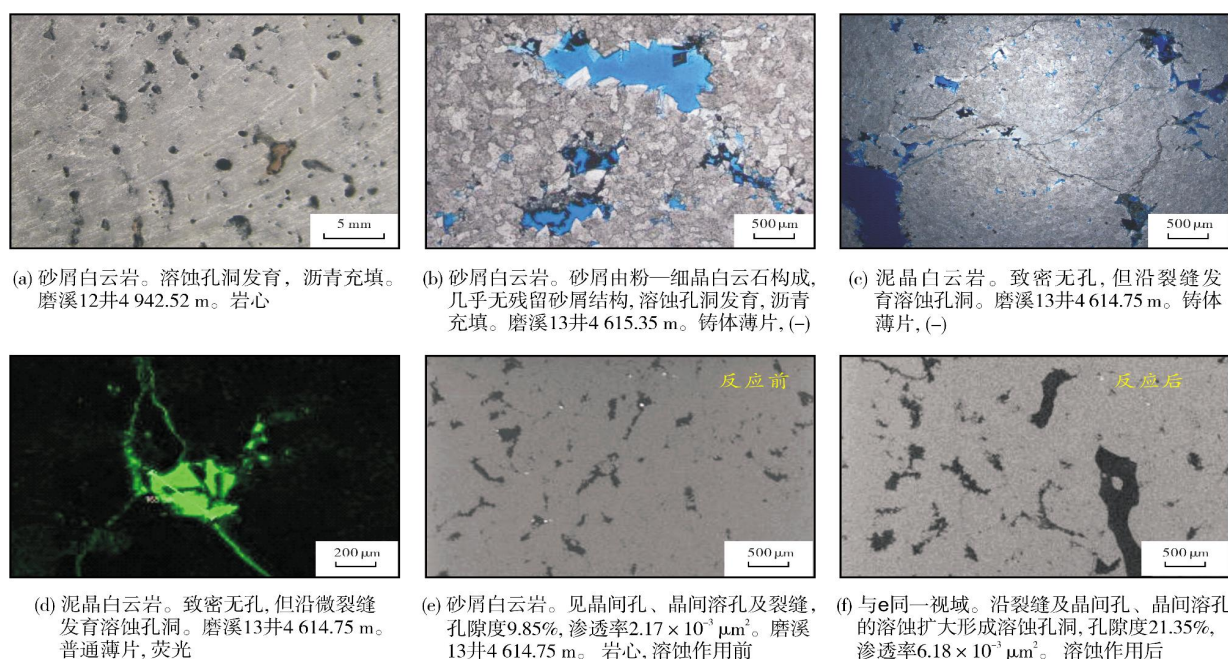 5 mm
500 μm
500 μm
(a) 砂屑白云岩。溶蚀孔洞发育，沥青充填。
磨溪12井4 942.52 m。岩心
(b) 砂屑白云岩。砂屑由粉—细晶白云石构成,
几乎无残留砂屑结构, 溶蚀孔洞发育, 沥青
充填。磨溪13井4 615.35 m。铸体薄片, (−)
(c) 泥晶白云岩。致密无孔, 但沿裂缝发
育溶蚀孔洞。磨溪13井4 614.75 m。铸体
薄片, (−)
200 μm
反应前
500 μm
反应后
500 μm
(d) 泥晶白云岩。致密无孔, 但沿微裂缝
发育溶蚀孔洞。磨溪13井4 614.75 m。
普通薄片, 荧光
(e) 砂屑白云岩。见晶间孔、晶间溶孔及裂缝,
孔隙度9.85%, 渗透率2.17 × 10⁻³ μm²。磨溪
13井4 614.75 m。 岩心, 溶蚀作用前
(f) 与e同一视域。沿裂缝及晶间孔、晶间溶孔
的溶蚀扩大形成溶蚀孔洞, 孔隙度21.35%,
渗透率6.18 × 10⁻³ μm²。 溶蚀作用后